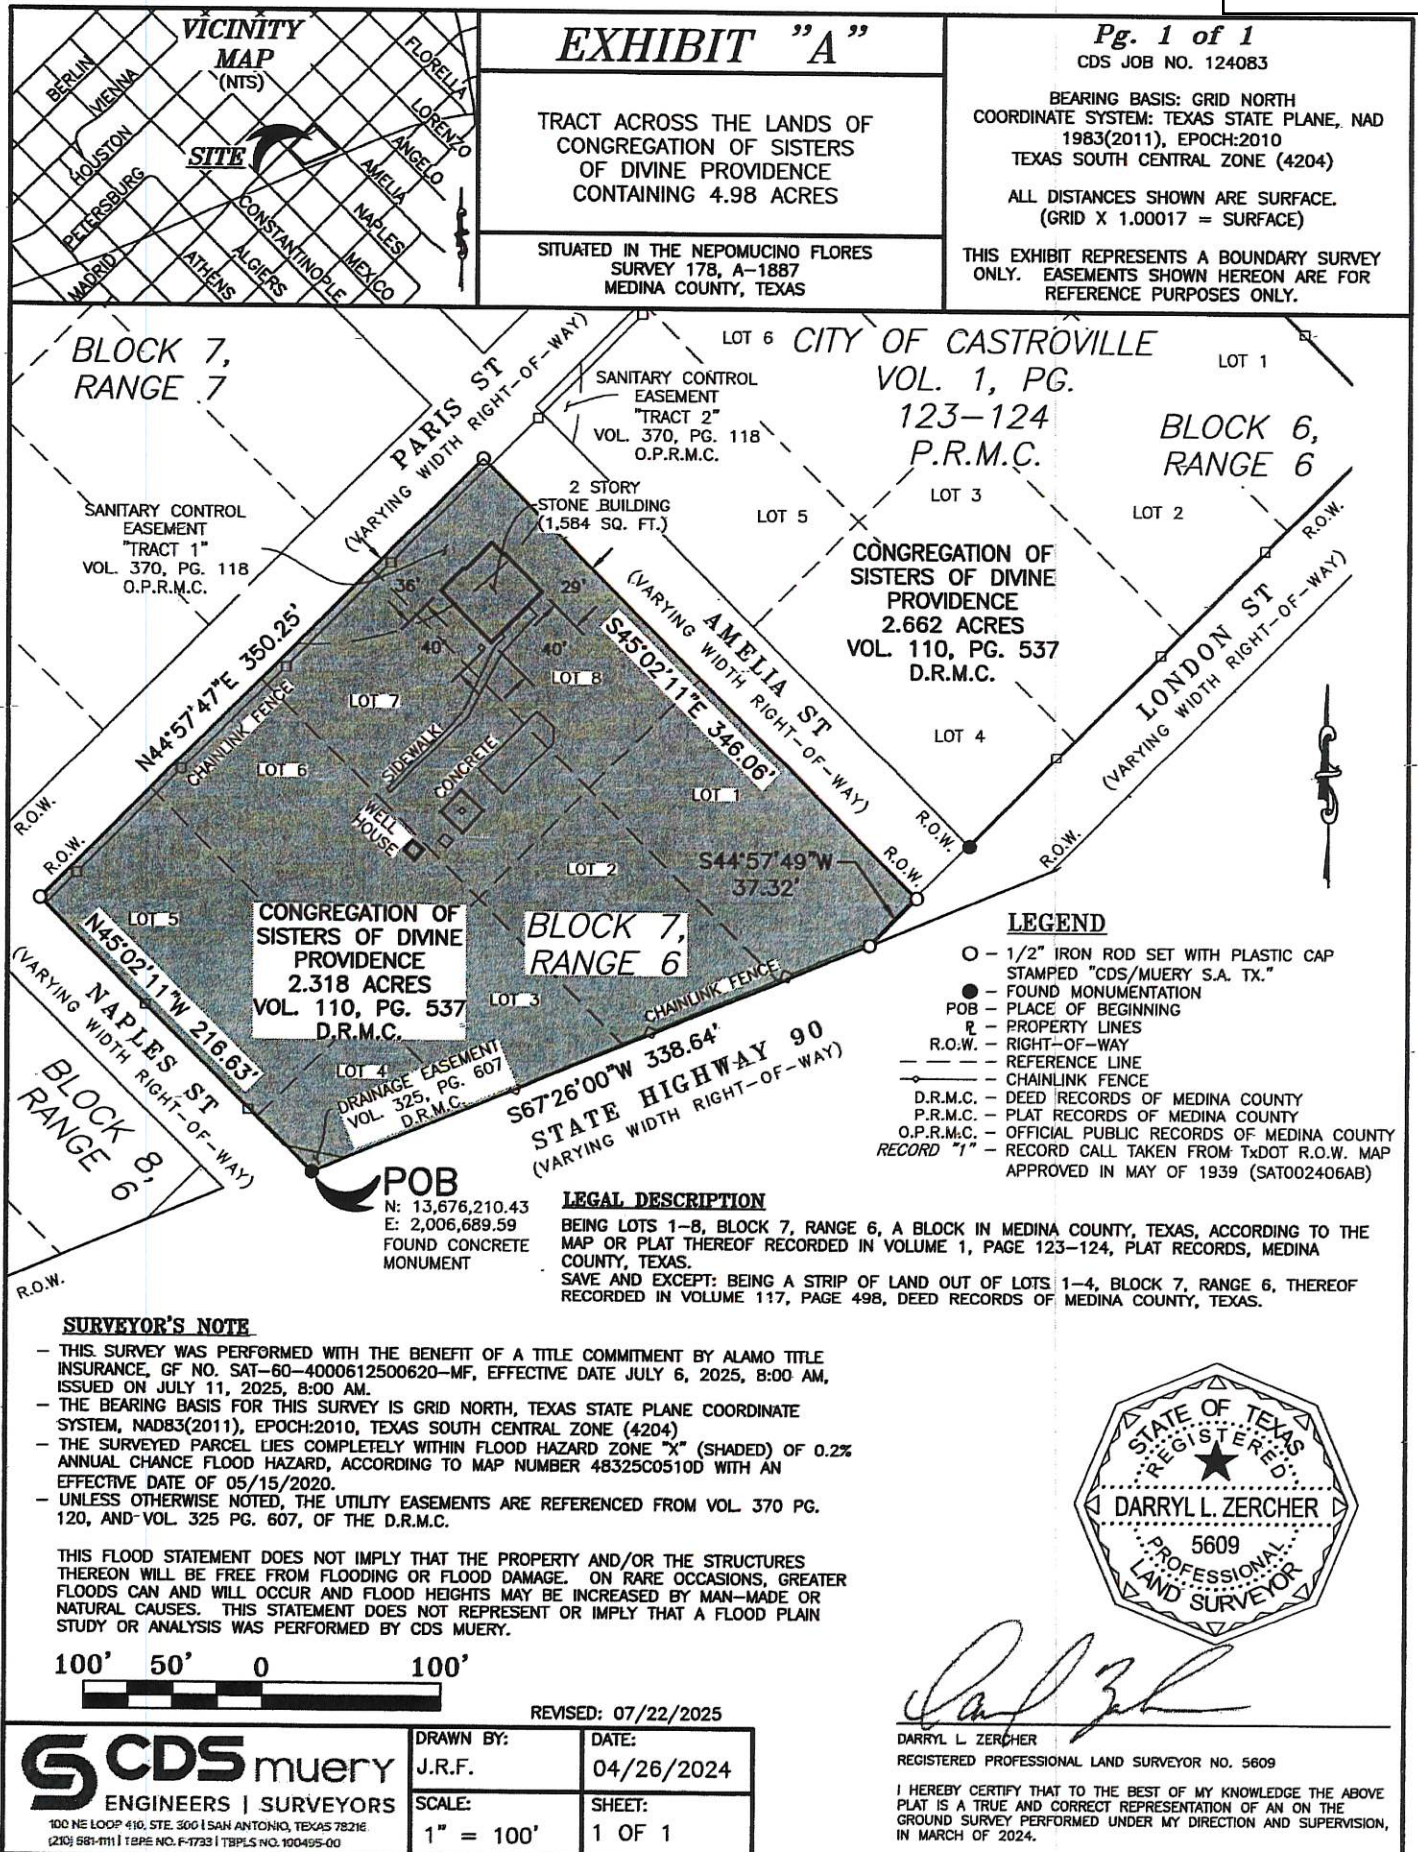 VICINITY
MAP
(NTS)
BERLIN
VIENNA
HOUSTON
PETERSBURG
MADRID
ATHENS
ALGIERS
CONSTANTINOPLE
MEXICO
NAPLES
AMELIA
ANGELO
LORENZO
FLORELLA
SITE
EXHIBIT "A"
TRACT ACROSS THE LANDS OF
CONGREGATION OF SISTERS
OF DIVINE PROVIDENCE
CONTAINING 4.98 ACRES
SITUATED IN THE NEPOMUCINO FLORES
SURVEY 178, A-1887
MEDINA COUNTY, TEXAS
Pg. 1 of 1
CDS JOB NO. 124083
BEARING BASIS: GRID NORTH
COORDINATE SYSTEM: TEXAS STATE PLANE, NAD
1983(2011), EPOCH:2010
TEXAS SOUTH CENTRAL ZONE (4204)
ALL DISTANCES SHOWN ARE SURFACE.
(GRID X 1.00017 = SURFACE)
THIS EXHIBIT REPRESENTS A BOUNDARY SURVEY
ONLY. EASEMENTS SHOWN HEREON ARE FOR
REFERENCE PURPOSES ONLY.
BLOCK 7,
RANGE 7
PARIS ST
(VARYING WIDTH RIGHT-OF-WAY)
SANITARY CONTROL
EASEMENT
"TRACT 2"
VOL. 370, PG. 118
O.P.R.M.C.
LOT 6
CITY OF CASTROVILLE
VOL. 1, PG.
123-124
P.R.M.C.
LOT 1
BLOCK 6,
RANGE 6
LOT 3
LOT 2
LOT 5
SANITARY CONTROL
EASEMENT
"TRACT 1"
VOL. 370, PG. 118
O.P.R.M.C.
2 STORY
STONE BUILDING
(1,584 SQ. FT.)
36'
29'
40'
40'
CONGREGATION OF
SISTERS OF DIVINE
PROVIDENCE
2.662 ACRES
VOL. 110, PG. 537
D.R.M.C.
LOT 4
R.O.W.
LONDON ST
(VARYING WIDTH RIGHT-OF-WAY)
AMELIA ST
(VARYING WIDTH RIGHT-OF-WAY)
S45°02'11"E 346.06'
N44°57'47"E 350.25'
CHAINLINK FENCE
LOT 7
LOT 8
LOT 6
SIDEWALK
CONCRETE
WELL
HOUSE
LOT 1
LOT 2
R.O.W.
R.O.W.
R.O.W.
R.O.W.
R.O.W.
S44°57'49"W
37.32'
LOT 5
CONGREGATION OF
SISTERS OF DIVINE
PROVIDENCE
2.318 ACRES
VOL. 110, PG. 537
D.R.M.C.
BLOCK 7,
RANGE 6
LOT 3
CHAINLINK FENCE
N45°02'11"W 216.63'
NAPLES ST
(VARYING WIDTH RIGHT-OF-WAY)
BLOCK 8,
RANGE 6
R.O.W.
LOT 4
DRAINAGE EASEMENT
VOL. 325, PG. 607
D.R.M.C.
S67°26'00"W 338.64'
STATE HIGHWAY 90
(VARYING WIDTH RIGHT-OF-WAY)
POB
N: 13,676,210.43
E: 2,006,689.59
FOUND CONCRETE
MONUMENT
LEGEND
O - 1/2" IRON ROD SET WITH PLASTIC CAP
STAMPED "CDS/MUERY S.A. TX."
● - FOUND MONUMENTATION
POB - PLACE OF BEGINNING
PL - PROPERTY LINES
R.O.W. - RIGHT-OF-WAY
- REFERENCE LINE
- CHAINLINK FENCE
D.R.M.C. - DEED RECORDS OF MEDINA COUNTY
P.R.M.C. - PLAT RECORDS OF MEDINA COUNTY
O.P.R.M.C. - OFFICIAL PUBLIC RECORDS OF MEDINA COUNTY
RECORD "1" - RECORD CALL TAKEN FROM TxDOT R.O.W. MAP
APPROVED IN MAY OF 1939 (SAT002406AB)
LEGAL DESCRIPTION
BEING LOTS 1-8, BLOCK 7, RANGE 6, A BLOCK IN MEDINA COUNTY, TEXAS, ACCORDING TO THE
MAP OR PLAT THEREOF RECORDED IN VOLUME 1, PAGE 123-124, PLAT RECORDS, MEDINA
COUNTY, TEXAS.
SAVE AND EXCEPT: BEING A STRIP OF LAND OUT OF LOTS 1-4, BLOCK 7, RANGE 6, THEREOF
RECORDED IN VOLUME 117, PAGE 498, DEED RECORDS OF MEDINA COUNTY, TEXAS.
SURVEYOR'S NOTE
- THIS SURVEY WAS PERFORMED WITH THE BENEFIT OF A TITLE COMMITMENT BY ALAMO TITLE
INSURANCE, GF NO. SAT-60-4000612500620-MF, EFFECTIVE DATE JULY 6, 2025, 8:00 AM,
ISSUED ON JULY 11, 2025, 8:00 AM.
- THE BEARING BASIS FOR THIS SURVEY IS GRID NORTH, TEXAS STATE PLANE COORDINATE
SYSTEM, NAD83(2011), EPOCH:2010, TEXAS SOUTH CENTRAL ZONE (4204)
- THE SURVEYED PARCEL LIES COMPLETELY WITHIN FLOOD HAZARD ZONE "X" (SHADED) OF 0.2%
ANNUAL CHANCE FLOOD HAZARD, ACCORDING TO MAP NUMBER 48325C0510D WITH AN
EFFECTIVE DATE OF 05/15/2020.
- UNLESS OTHERWISE NOTED, THE UTILITY EASEMENTS ARE REFERENCED FROM VOL. 370 PG.
120, AND VOL. 325 PG. 607, OF THE D.R.M.C.
THIS FLOOD STATEMENT DOES NOT IMPLY THAT THE PROPERTY AND/OR THE STRUCTURES
THEREON WILL BE FREE FROM FLOODING OR FLOOD DAMAGE. ON RARE OCCASIONS, GREATER
FLOODS CAN AND WILL OCCUR AND FLOOD HEIGHTS MAY BE INCREASED BY MAN-MADE OR
NATURAL CAUSES. THIS STATEMENT DOES NOT REPRESENT OR IMPLY THAT A FLOOD PLAIN
STUDY OR ANALYSIS WAS PERFORMED BY CDS MUERY.
100' 50' 0 100'
REVISED: 07/22/2025
STATE OF TEXAS
REGISTERED
DARRYL L. ZERCHER
5609
PROFESSIONAL
LAND SURVEYOR
DARRYL L. ZERCHER
REGISTERED PROFESSIONAL LAND SURVEYOR NO. 5609
I HEREBY CERTIFY THAT TO THE BEST OF MY KNOWLEDGE THE ABOVE
PLAT IS A TRUE AND CORRECT REPRESENTATION OF AN ON THE
GROUND SURVEY PERFORMED UNDER MY DIRECTION AND SUPERVISION,
IN MARCH OF 2024.
CDS muery
ENGINEERS | SURVEYORS
100 NE LOOP 410, STE. 300 | SAN ANTONIO, TEXAS 78216
(210) 581-1111 | TBPE NO. F-1733 | TBPLS NO. 100495-00
DRAWN BY:
J.R.F.
DATE:
04/26/2024
SCALE:
1" = 100'
SHEET:
1 OF 1